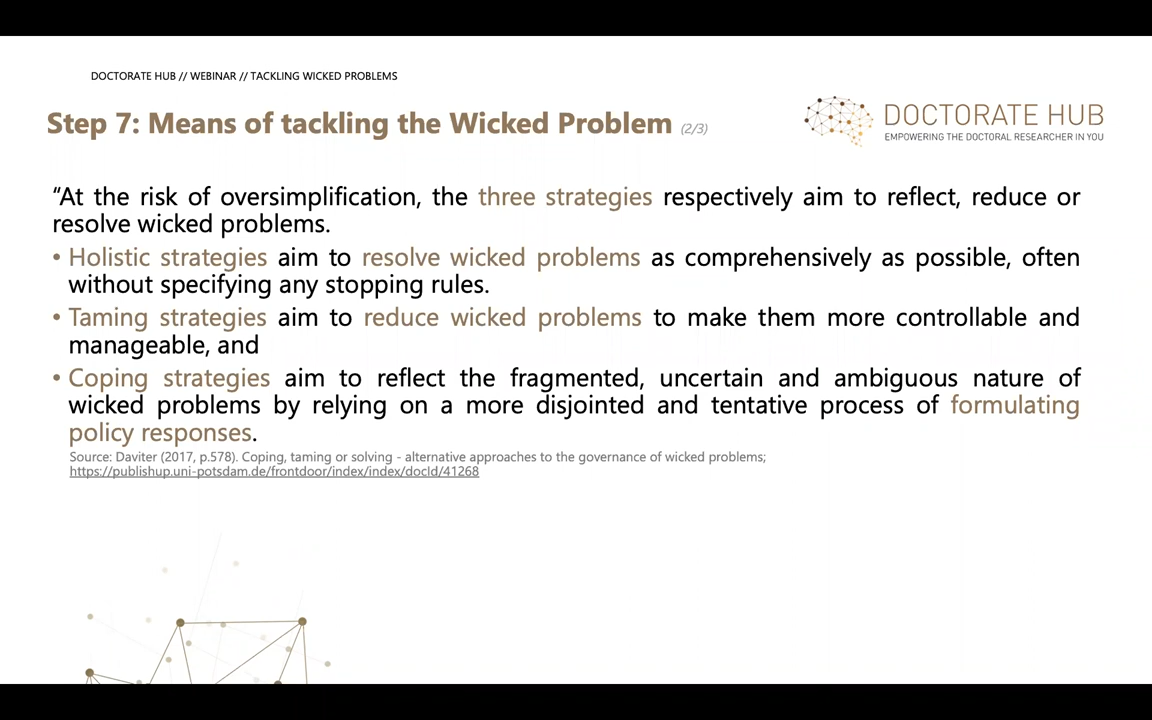 DOCTORATE HUB // WEBINAR // TACKLING WICKED PROBLEMS
Step 7: Means of tackling the Wicked Problem (2/3)
DOCTORATE HUB
EMPOWERING THE DOCTORAL RESEARCHER IN YOU
“At the risk of oversimplification, the three strategies respectively aim to reflect, reduce or
resolve wicked problems.
• Holistic strategies aim to resolve wicked problems as comprehensively as possible, often
without specifying any stopping rules.
• Taming strategies aim to reduce wicked problems to make them more controllable and
manageable, and
• Coping strategies aim to reflect the fragmented, uncertain and ambiguous nature of
wicked problems by relying on a more disjointed and tentative process of formulating
policy responses.
Source: Daviter (2017, p.578). Coping, taming or solving - alternative approaches to the governance of wicked problems;
https://publishup.uni-potsdam.de/frontdoor/index/index/docId/41268